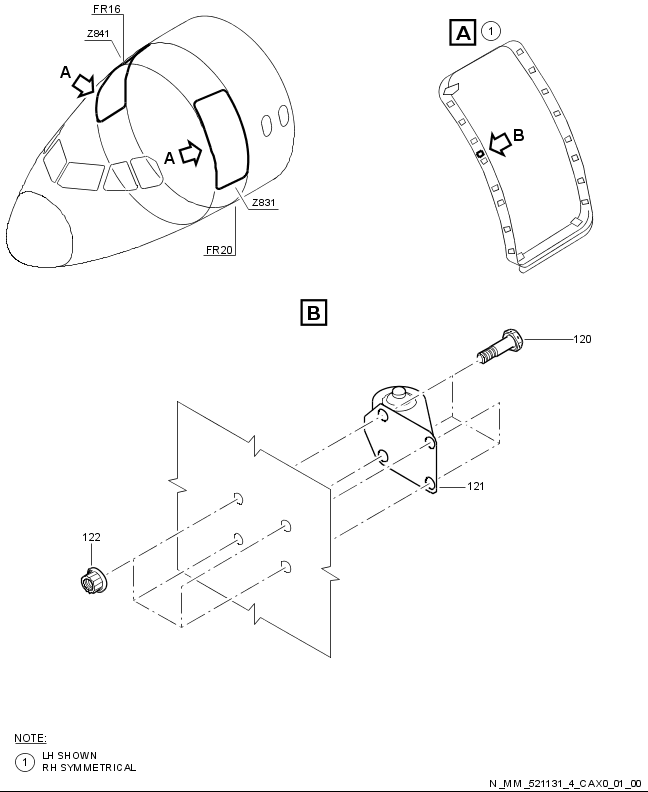 FR16
Z841
A
A
Z831
FR20
A 1
B
B
120
121
122
NOTE:
1 LH SHOWN
RH SYMMETRICAL
N_MM_521131_4_CAX0_01_00